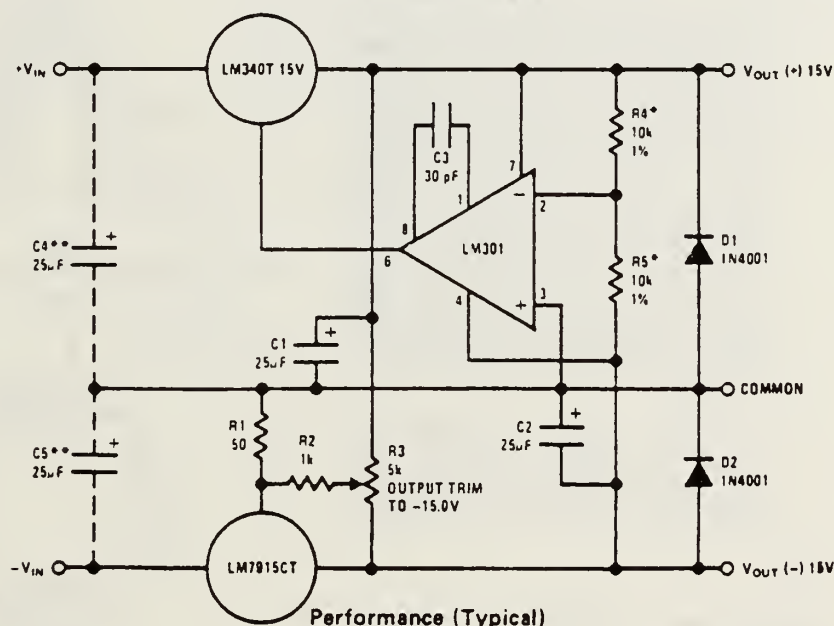 +VIN
LM340T 15V
VOUT (+) 15V
R4*
10k
1%
C3
30 pF
1
7
8
2
LM301
6
4
3
R5*
10k
1%
D1
1N4001
C4**
25µF
C1
25µF
COMMON
R1
50
R2
1k
R3
5k
OUTPUT TRIM
TO -15.0V
C2
25µF
C5**
25µF
D2
1N4001
-VIN
LM7915CT
VOUT (-) 15V
Performance (Typical)